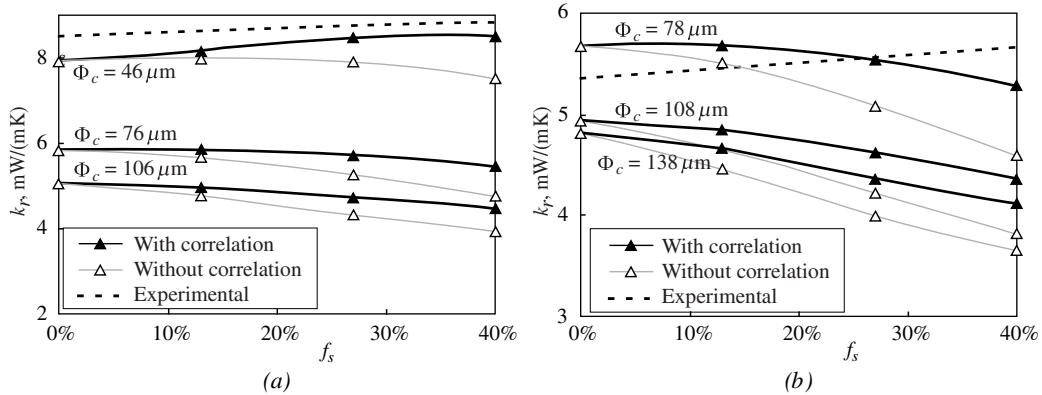 8
6
4
2
k_r, mW/(mK)
Φ_c = 46 μm
Φ_c = 76 μm
Φ_c = 106 μm
With correlation
Without correlation
Experimental
0% 10% 20% 30% 40%
f_s
(a)
6
5
4
3
k_r, mW/(mK)
Φ_c = 78 μm
Φ_c = 108 μm
Φ_c = 138 μm
With correlation
Without correlation
Experimental
0% 10% 20% 30% 40%
f_s
(b)